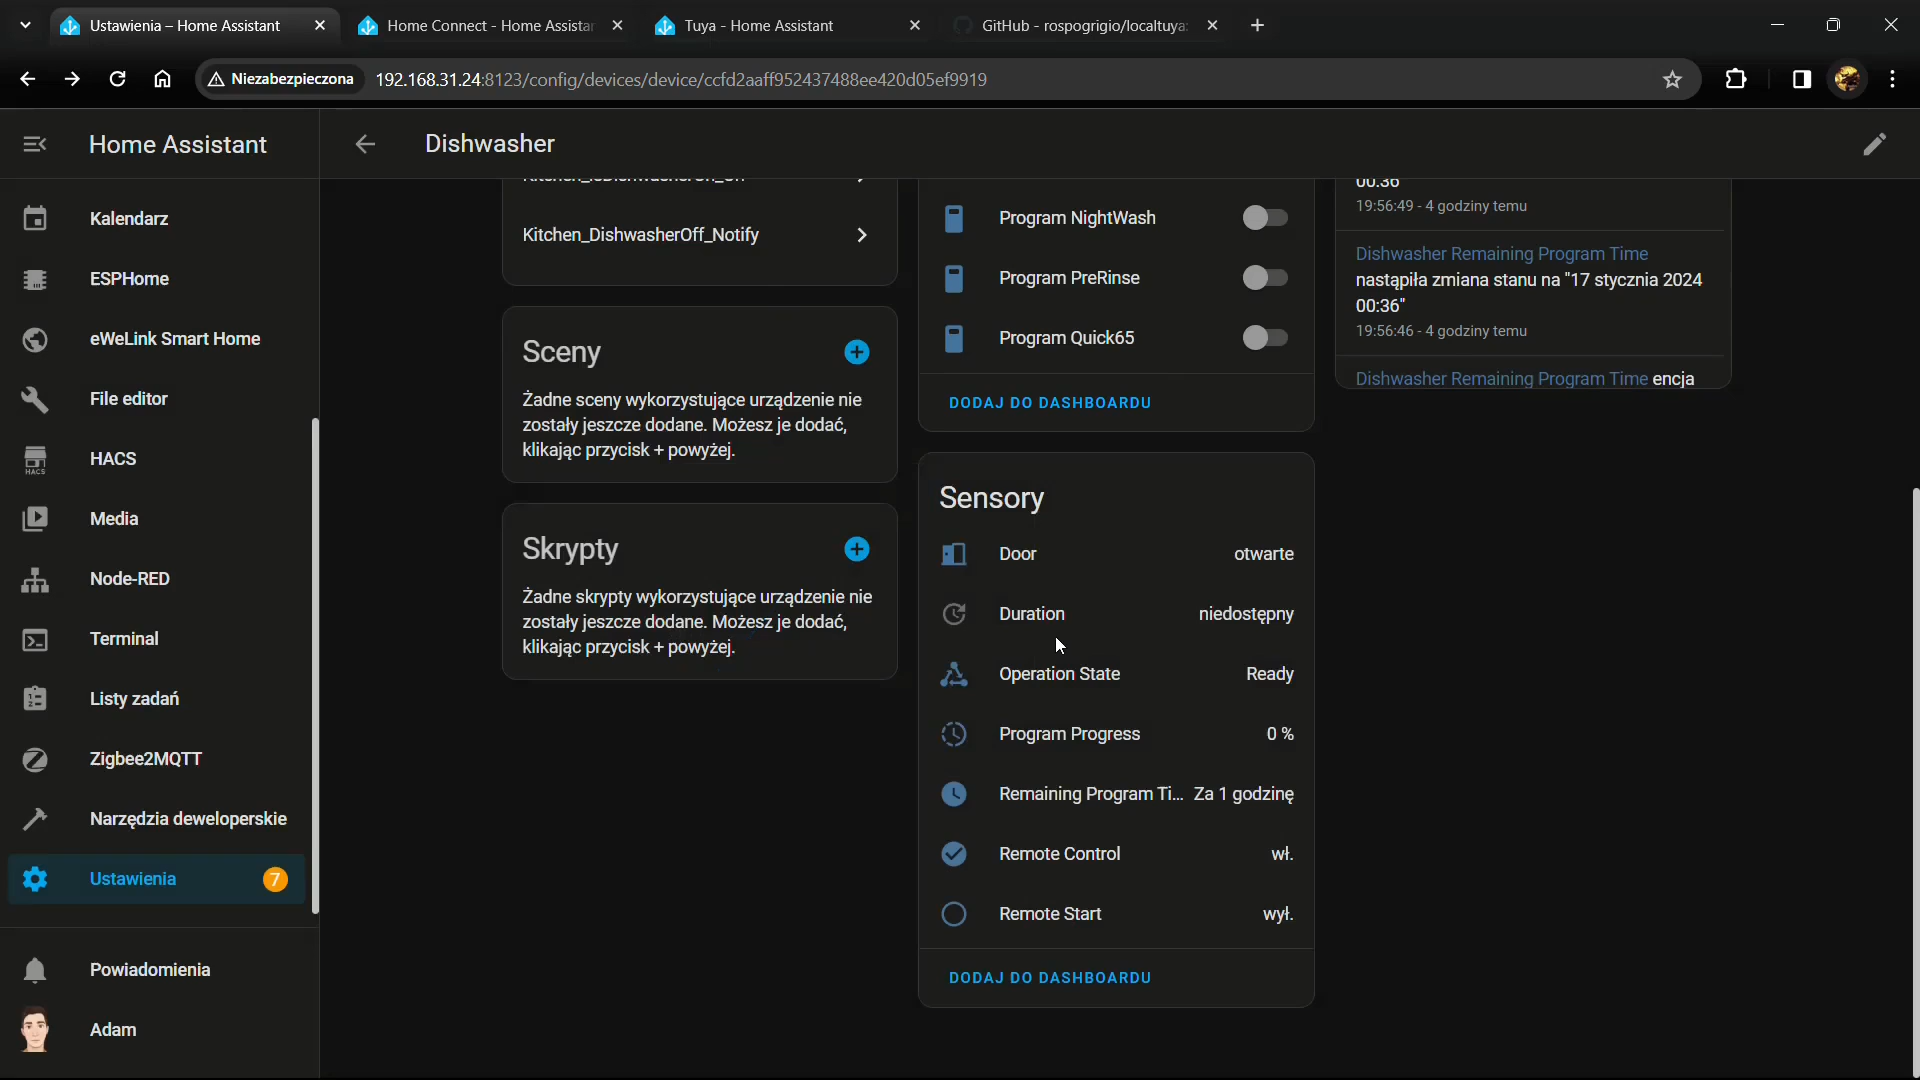 Ustawienia – Home Assistant
Home Connect - Home Assistan
Tuya - Home Assistant
GitHub - rospogrigio/localtuya:
Niezabezpieczona
192.168.31.24:8123/config/devices/device/ccfd2aaff952437488ee420d05ef9919
Home Assistant
Dishwasher
Kalendarz
ESPHome
eWeLink Smart Home
File editor
HACS
HACS
Media
Node-RED
Terminal
Listy zadań
Zigbee2MQTT
Narzędzia deweloperskie
Ustawienia
7
Powiadomienia
Adam
Kitchen_DishwasherOff_Notify
Sceny
Żadne sceny wykorzystujące urządzenie nie
zostały jeszcze dodane. Możesz je dodać,
klikając przycisk + powyżej.
Skrypty
Żadne skrypty wykorzystujące urządzenie nie
zostały jeszcze dodane. Możesz je dodać,
klikając przycisk + powyżej.
Program NightWash
Program PreRinse
Program Quick65
DODAJ DO DASHBOARDU
Sensory
Door otwarte
Duration niedostępny
Operation State Ready
Program Progress 0 %
Remaining Program Ti... Za 1 godzinę
Remote Control wł.
Remote Start wył.
DODAJ DO DASHBOARDU
00:36"
19:56:49 - 4 godziny temu
Dishwasher Remaining Program Time
nastąpiła zmiana stanu na "17 stycznia 2024
00:36"
19:56:46 - 4 godziny temu
Dishwasher Remaining Program Time encja